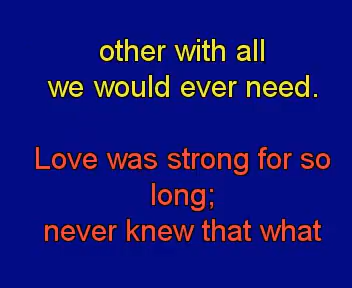 other with all
we would ever need.
Love was strong for so
long;
never knew that what